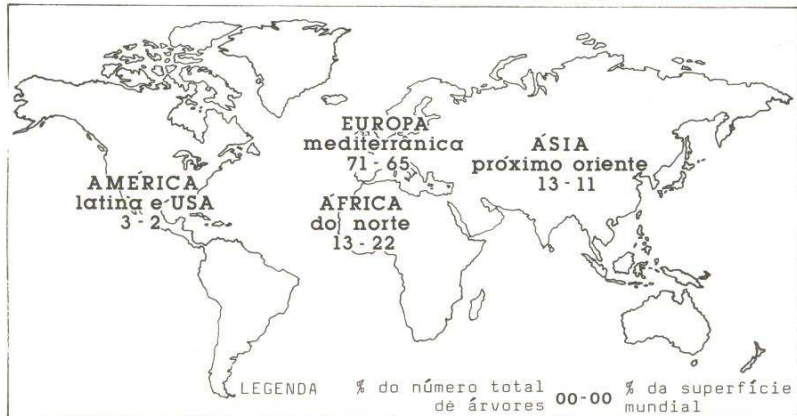 EUROPA
mediterrânica
71 - 65
ÁSIA
próximo oriente
13 - 11
AMÉRICA
latina e USA
3 - 2
ÁFRICA
do norte
13 - 22
LEGENDA
% do número total
de árvores
00-00
% da superfície
mundial